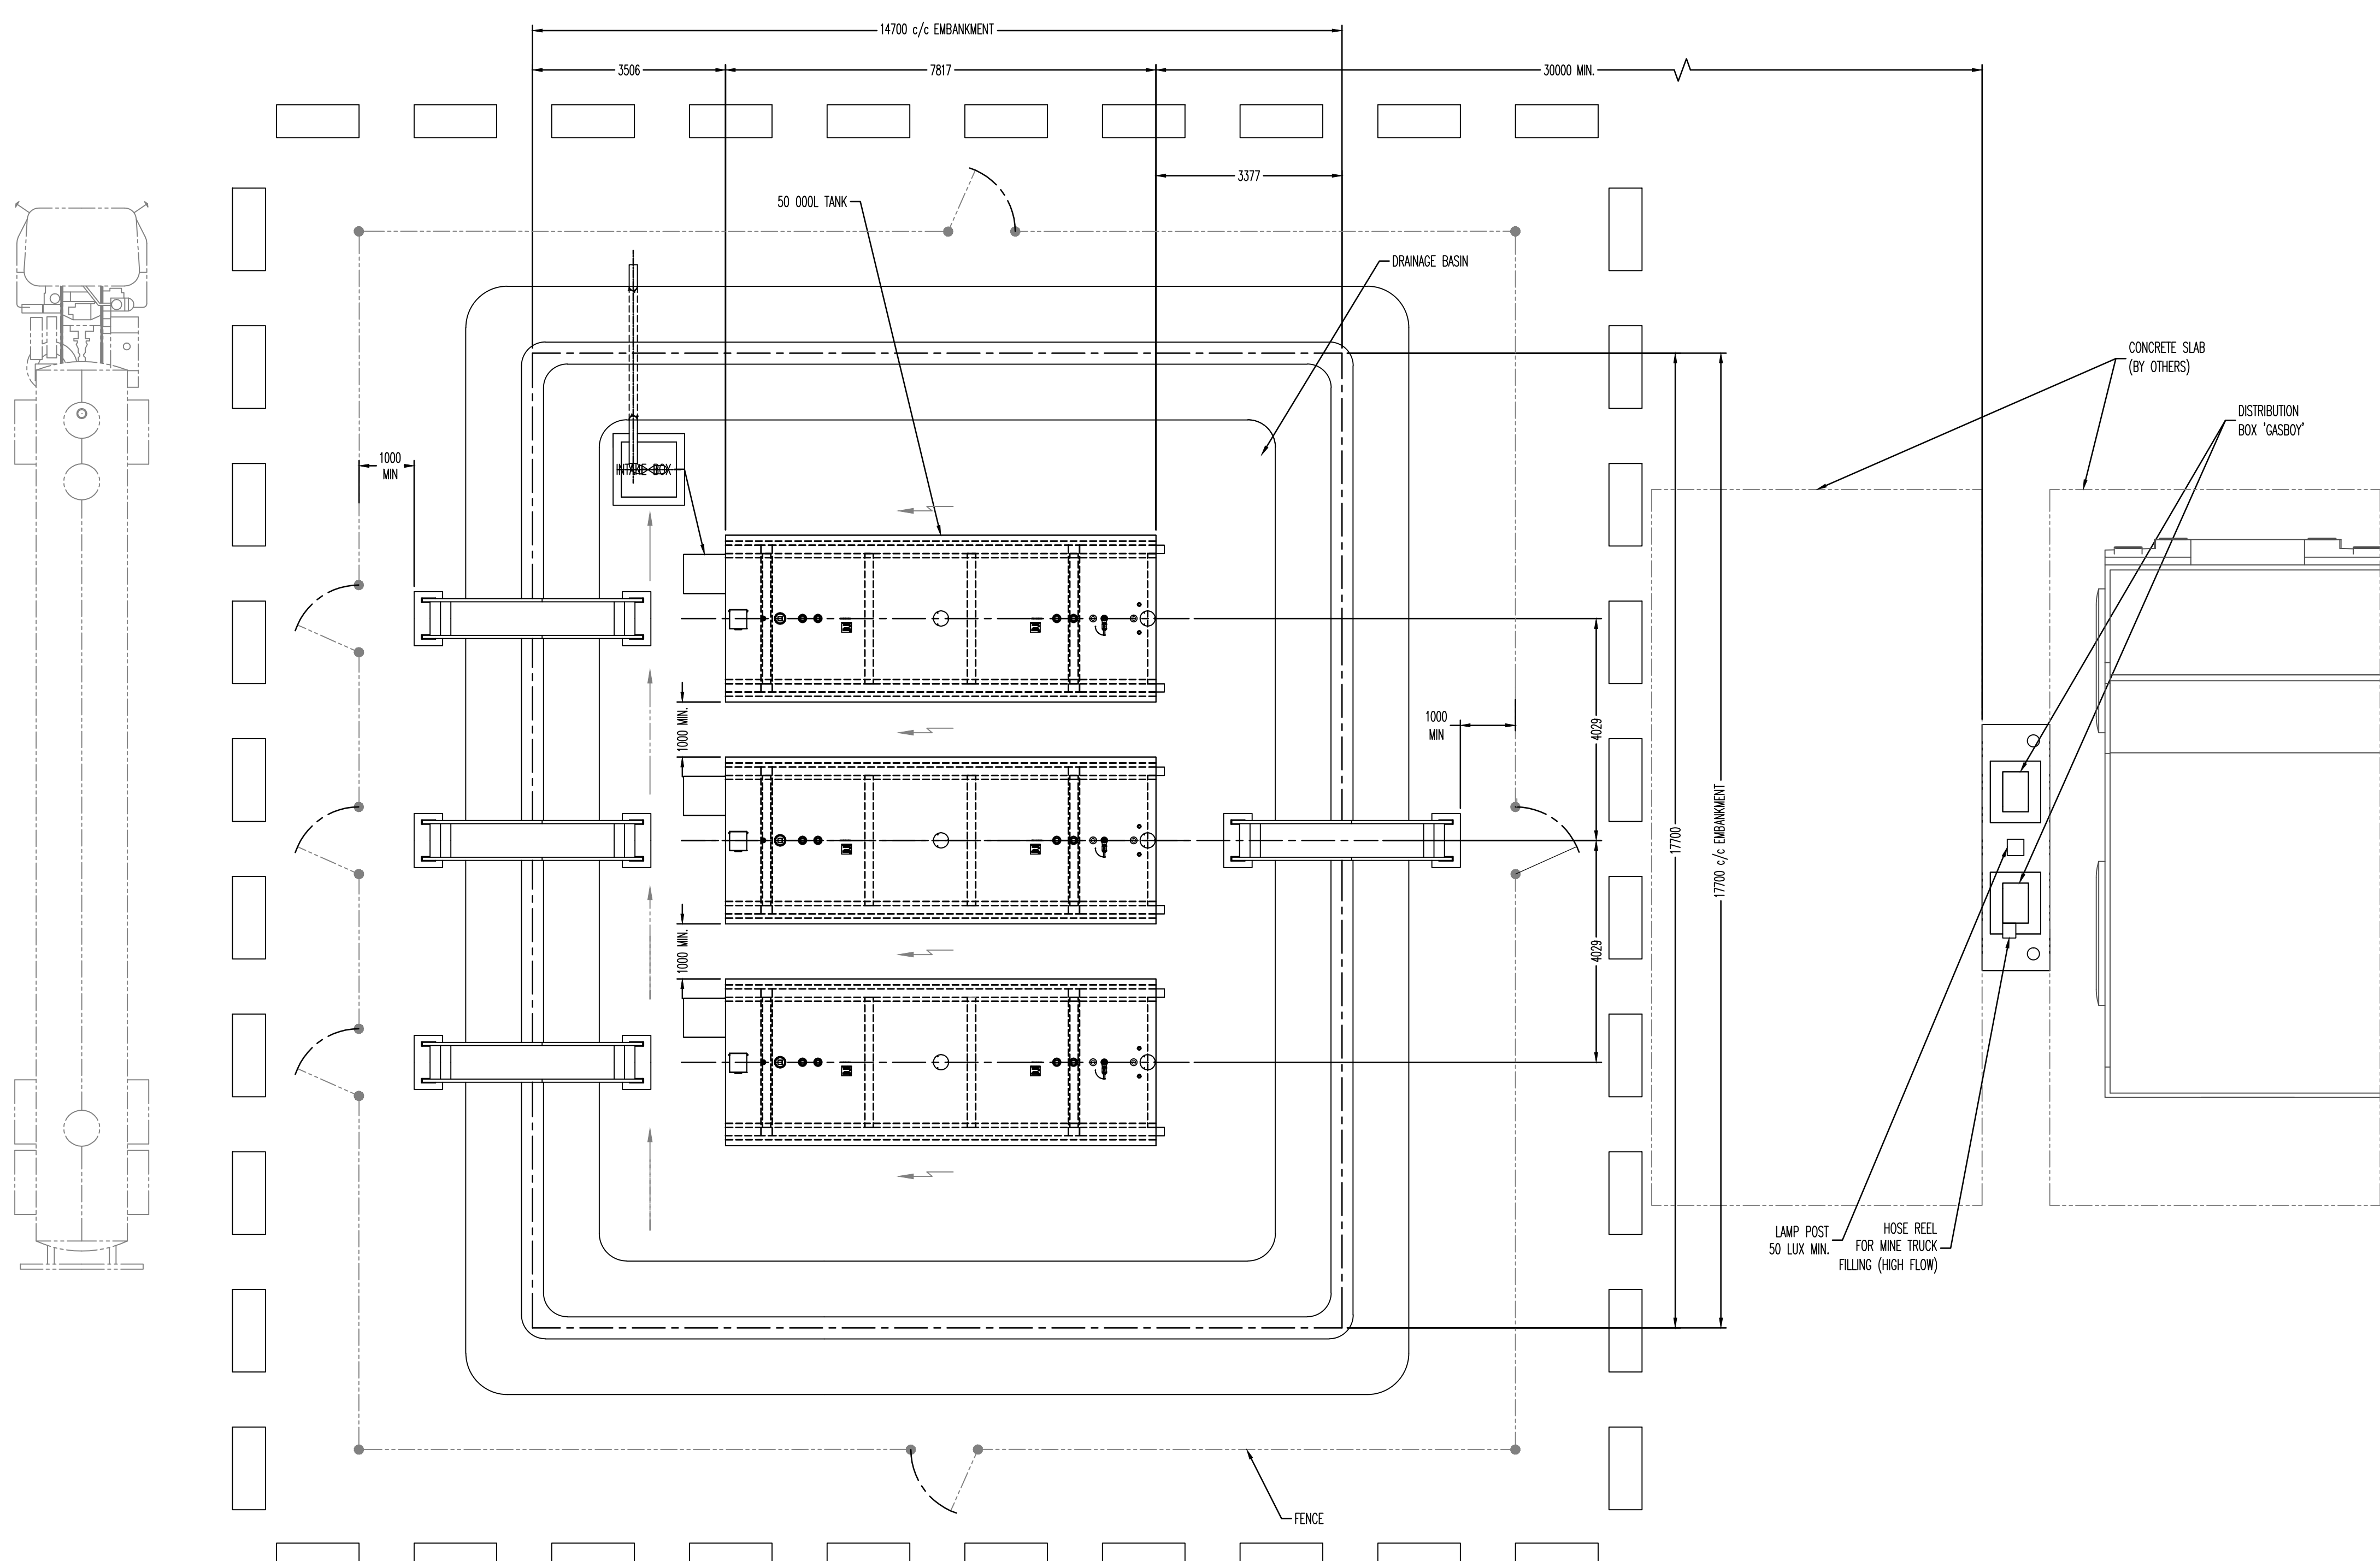 14700 c/c EMBANKMENT
3506
7817
30000 MIN.
3377
50 000L TANK
DRAINAGE BASIN
CONCRETE SLAB
(BY OTHERS)
DISTRIBUTION
BOX 'GASBOY'
1000
MIN
INTAKE BOX
1000 MIN.
1000
MIN
4029
17700
17700 c/c EMBANKMENT
1000 MIN.
4029
LAMP POST
50 LUX MIN.
HOSE REEL
FOR MINE TRUCK
FILLING (HIGH FLOW)
FENCE